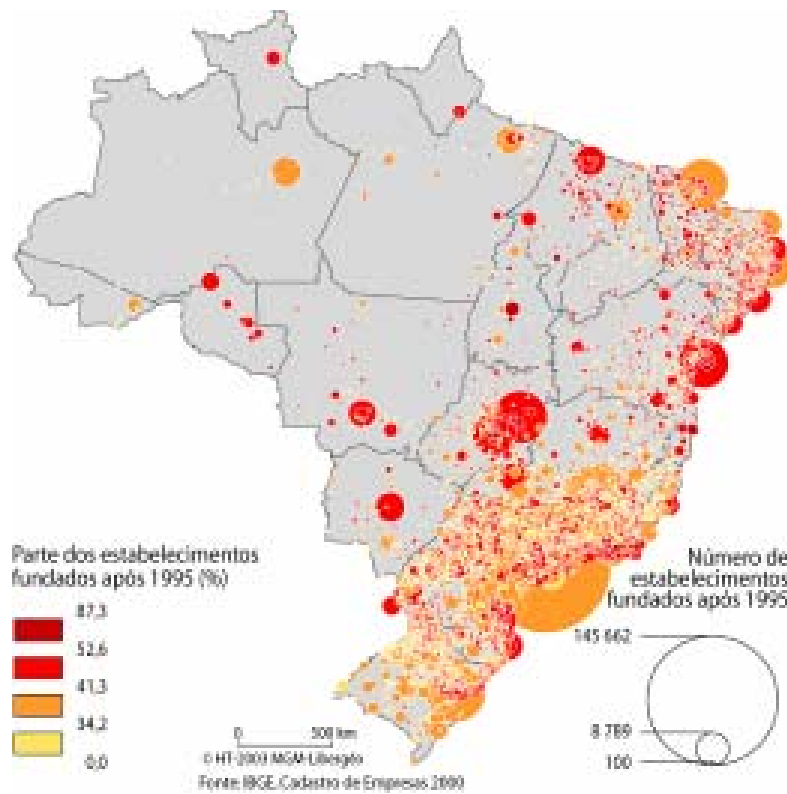 Parte dos estabelecimentos
fundados após 1995 (%)
87,3
52,6
41,3
34,2
0,0
0 500 km
© HT-2003 MGM-Libergéo
Fonte: IBGE, Cadastro de Empresas 2000
Número de
estabelecimentos
fundados após 1995
145 662
8 789
100